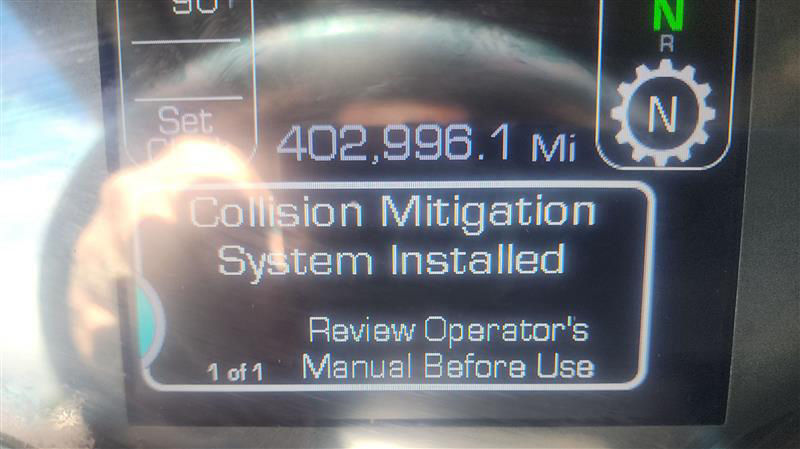 N
R
N
Set
402,996.1 Mi
Collision Mitigation
System Installed
Review Operator's
Manual Before Use
1 of 1